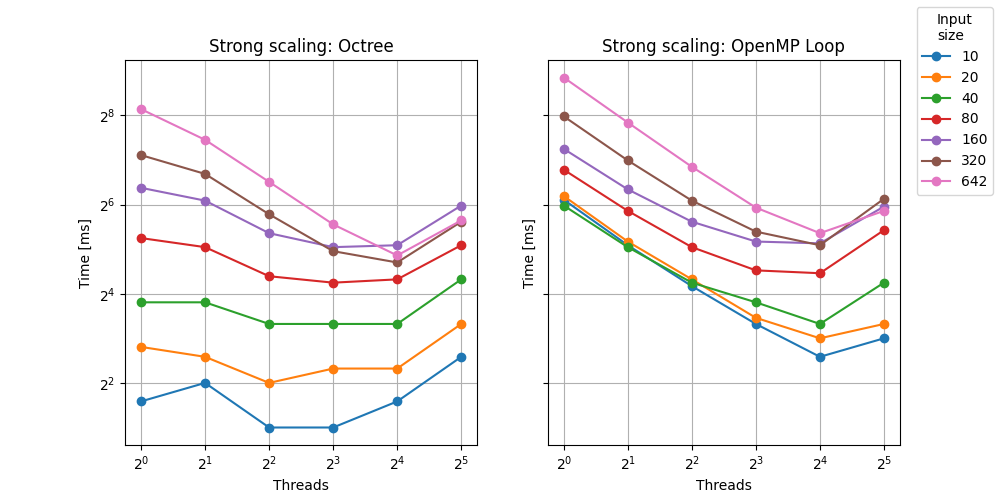 Strong scaling: Octree
Time [ms]
2⁸
2⁶
2⁴
2²
2⁰ 2¹ 2² 2³ 2⁴ 2⁵
Threads
Strong scaling: OpenMP Loop
Time [ms]
2⁰ 2¹ 2² 2³ 2⁴ 2⁵
Threads
Input
size
10
20
40
80
160
320
642